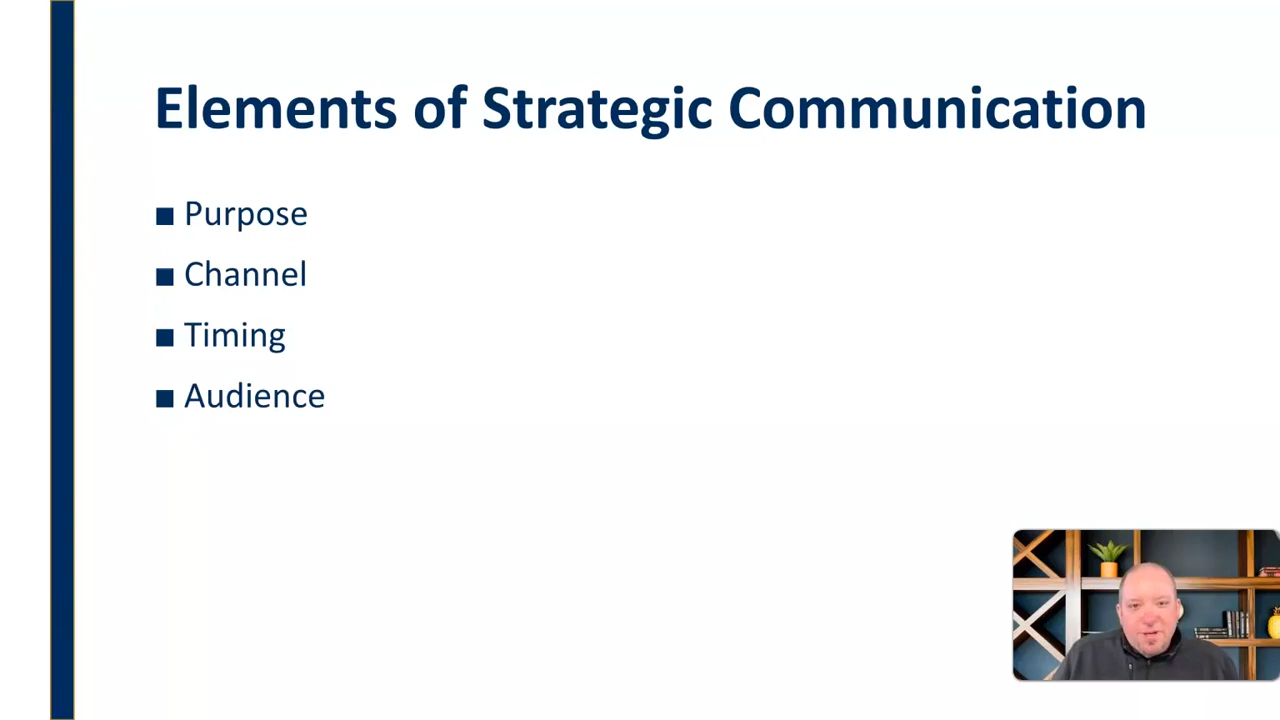 Elements of Strategic Communication
■ Purpose
■ Channel
■ Timing
■ Audience